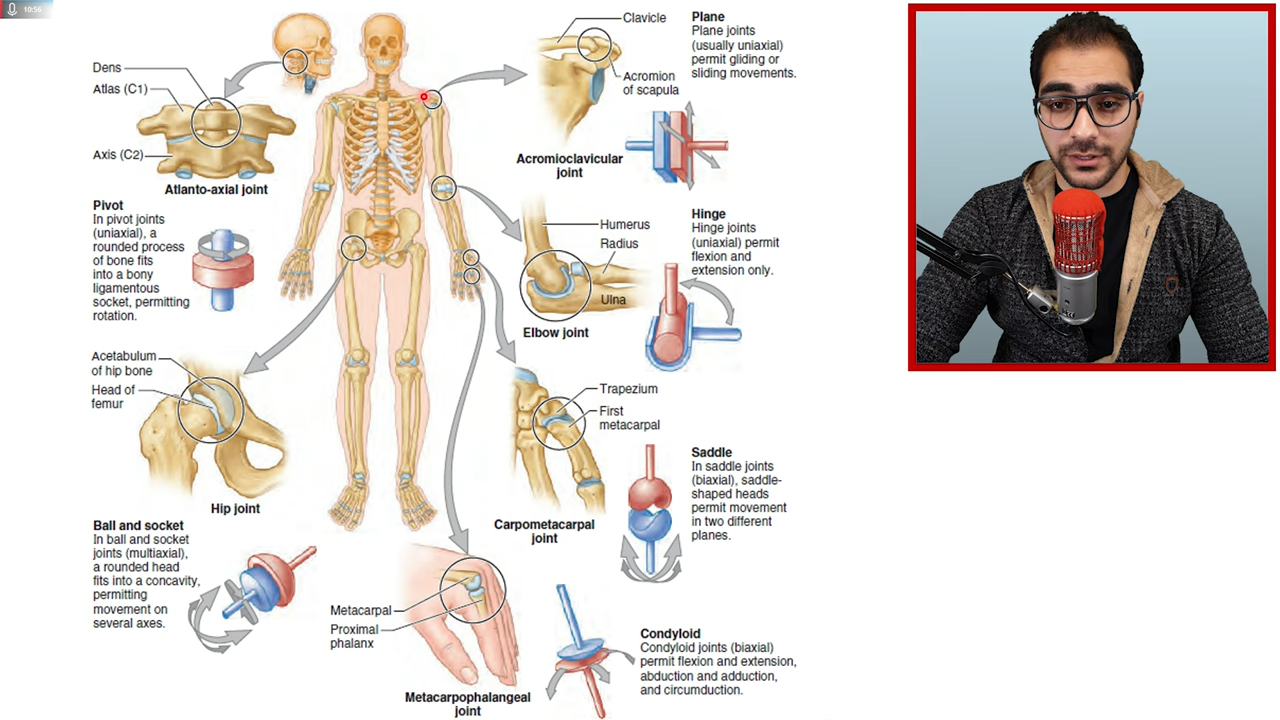 10:56
Dens
Atlas (C1)
Axis (C2)
Atlanto-axial joint
Pivot
In pivot joints
(uniaxial), a
rounded process
of bone fits
into a bony
ligamentous
socket, permitting
rotation.
Acetabulum
of hip bone
Head of
femur
Hip joint
Ball and socket
In ball and socket
joints (multiaxial),
a rounded head
fits into a concavity,
permitting
movement on
several axes.
Clavicle
Acromion
of scapula
Acromioclavicular
joint
Plane
Plane joints
(usually uniaxial)
permit gliding or
sliding movements.
Humerus
Radius
Ulna
Elbow joint
Hinge
Hinge joints
(uniaxial) permit
flexion and
extension only.
Trapezium
First
metacarpal
Carpometacarpal
joint
Saddle
In saddle joints
(biaxial), saddle-
shaped heads
permit movement
in two different
planes.
Metacarpal
Proximal
phalanx
Metacarpophalangeal
joint
Condyloid
Condyloid joints (biaxial)
permit flexion and extension,
abduction and adduction,
and circumduction.